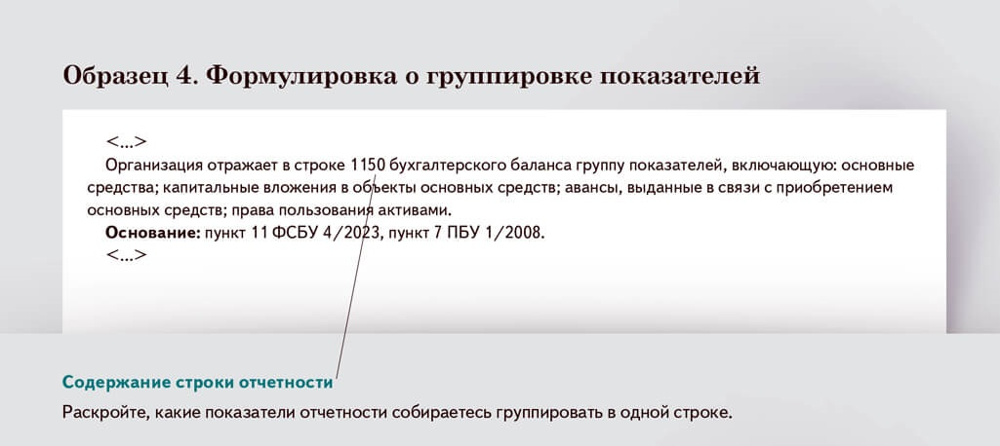 Образец 4. Формулировка о группировке показателей
<...>
Организация отражает в строке 1150 бухгалтерского баланса группу показателей, включающую: основные
средства; капитальные вложения в объекты основных средств; авансы, выданные в связи с приобретением
основных средств; права пользования активами.
Основание: пункт 11 ФСБУ 4/2023, пункт 7 ПБУ 1/2008.
<...>
Содержание строки отчетности
Раскройте, какие показатели отчетности собираетесь группировать в одной строке.